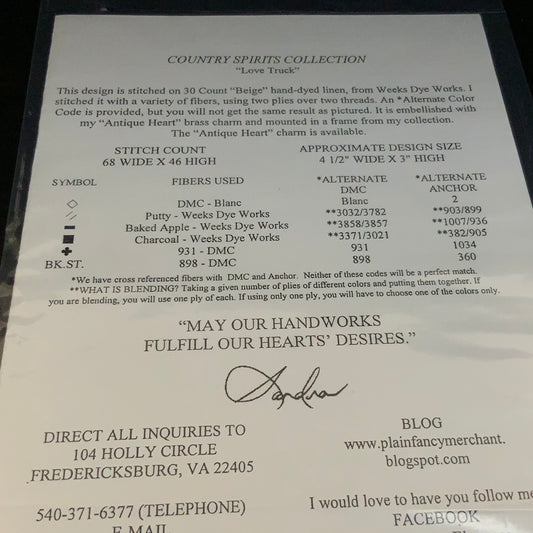 COUNTRY SPIRITS COLLECTION
"Love Truck"
This design is stitched on 30 Count "Beige" hand-dyed linen, from Weeks Dye Works. I
stitched it with a variety of fibers, using two plies over two threads. An *Alternate Color
Code is provided, but you will not get the same result as pictured. It is embellished with
my "Antique Heart" brass charm and mounted in a frame from my collection.
The "Antique Heart" charm is available.
STITCH COUNT APPROXIMATE DESIGN SIZE
68 WIDE X 46 HIGH 4 1/2" WIDE X 3" HIGH
SYMBOL FIBERS USED *ALTERNATE *ALTERNATE
DMC ANCHOR
DMC - Blanc Blanc 2
Putty - Weeks Dye Works **3032/3782 **903/899
Baked Apple - Weeks Dye Works **3858/3857 **1007/936
Charcoal - Weeks Dye Works **3371/3021 **382/905
931 - DMC 931 1034
BK.ST. 898 - DMC 898 360
*We have cross referenced fibers with DMC and Anchor. Neither of these codes will be a perfect match.
**WHAT IS BLENDING? Taking a given number of plies of different colors and putting them together. If
you are blending, you will use one ply of each. If using only one ply, you will have to choose one of the colors only.
"MAY OUR HANDWORKS
FULFILL OUR HEARTS' DESIRES."
Sandra
DIRECT ALL INQUIRIES TO
104 HOLLY CIRCLE
FREDERICKSBURG, VA 22405
540-371-6377 (TELEPHONE)
E-MAIL
BLOG
www.plainfancymerchant.
blogspot.com
I would love to have you follow me
FACEBOOK